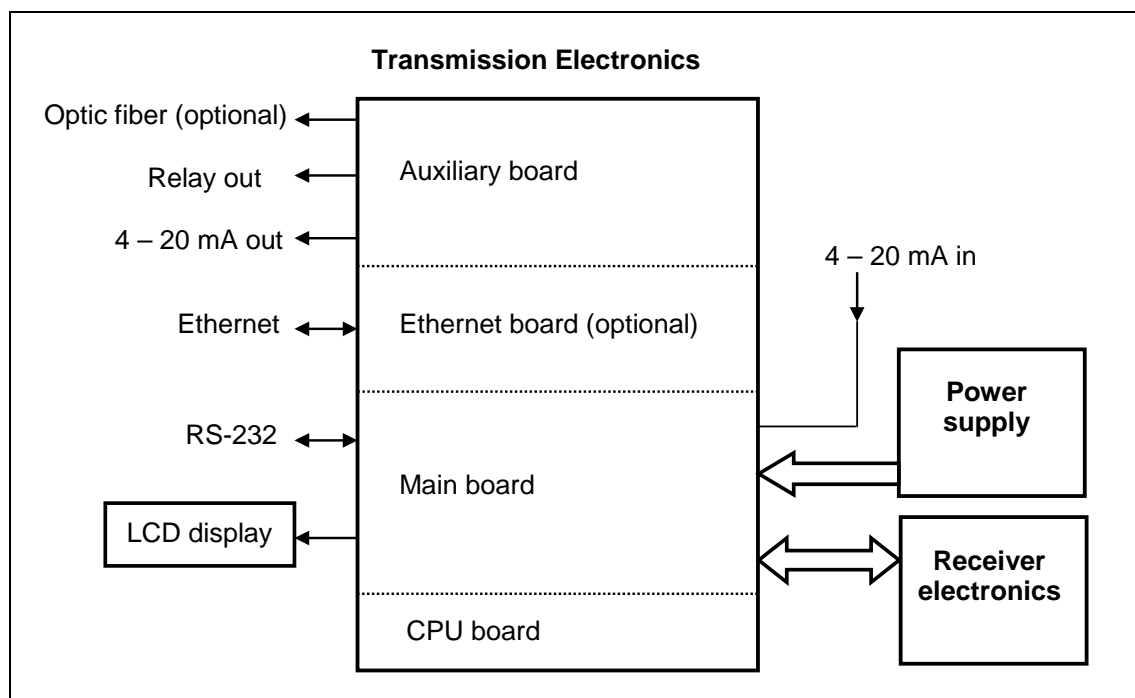 Transmission Electronics
Optic fiber (optional)
Relay out
4 – 20 mA out
Ethernet
RS-232
LCD display
Auxiliary board
Ethernet board (optional)
Main board
CPU board
4 – 20 mA in
Power
supply
Receiver
electronics